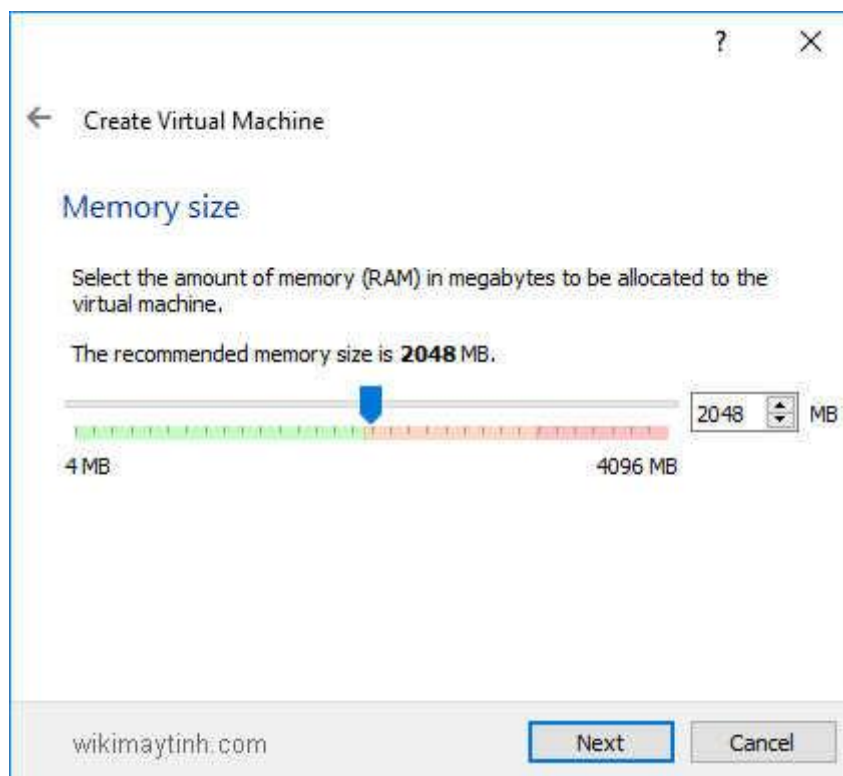 ?
Create Virtual Machine
Memory size
Select the amount of memory (RAM) in megabytes to be allocated to the
virtual machine.
The recommended memory size is 2048 MB.
2048 MB
4 MB 4096 MB
wikimaytinh.com Next Cancel